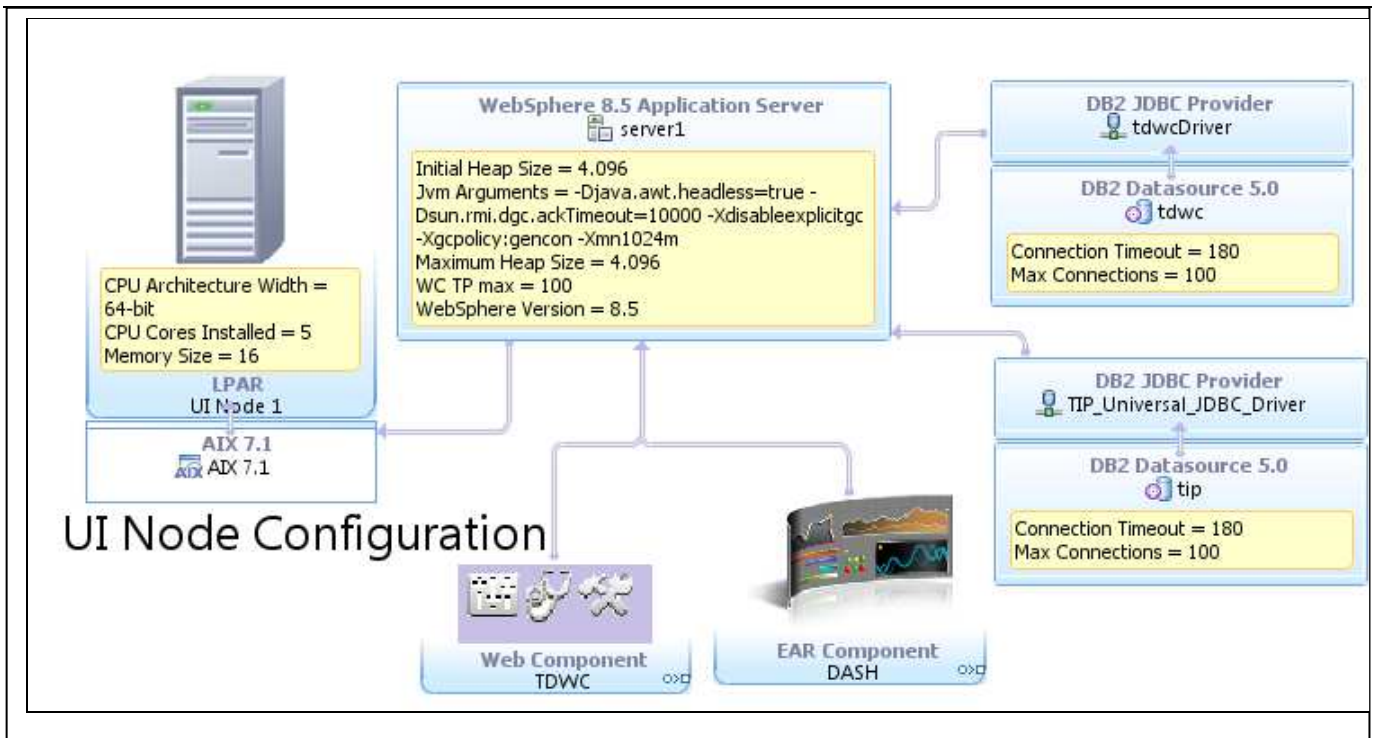 CPU Architecture Width =
64-bit
CPU Cores Installed = 5
Memory Size = 16
LPAR
UI Node 1
AIX 7.1
AIX
AIX 7.1
UI Node Configuration
WebSphere 8.5 Application Server
server1
Initial Heap Size = 4.096
Jvm Arguments = -Djava.awt.headless=true -
Dsun.rmi.dgc.ackTimeout=10000 -Xdisableexplicitgc
-Xgcpolicy:gencon -Xmn1024m
Maximum Heap Size = 4.096
WC TP max = 100
WebSphere Version = 8.5
Web Component
TDWC
EAR Component
DASH
DB2 JDBC Provider
tdwcDriver
DB2 Datasource 5.0
tdwc
Connection Timeout = 180
Max Connections = 100
DB2 JDBC Provider
TIP_Universal_JDBC_Driver
DB2 Datasource 5.0
tip
Connection Timeout = 180
Max Connections = 100